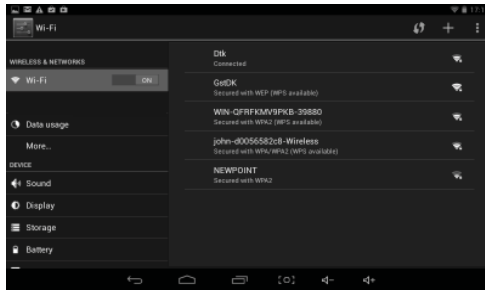 Wi-Fi
WIRELESS & NETWORKS
Wi-Fi ON
Data usage
More...
DEVICE
Sound
Display
Storage
Battery
Dtk
Connected
GstDK
Secured with WEP (WPS available)
WIN-QFRFKMV9PKB-39880
Secured with WPA2 (WPS available)
john-d0056582c8-Wireless
Secured with WPA/WPA2 (WPS available)
NEWPOINT
Secured with WPA2